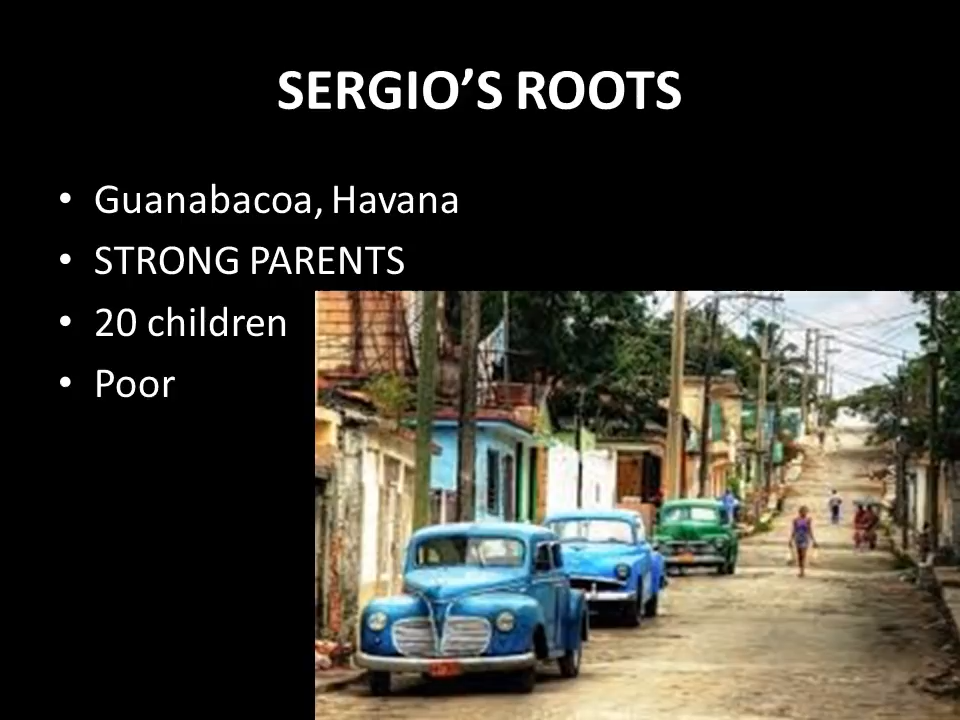 SERGIO’S ROOTS
• Guanabacoa, Havana
• STRONG PARENTS
• 20 children
• Poor